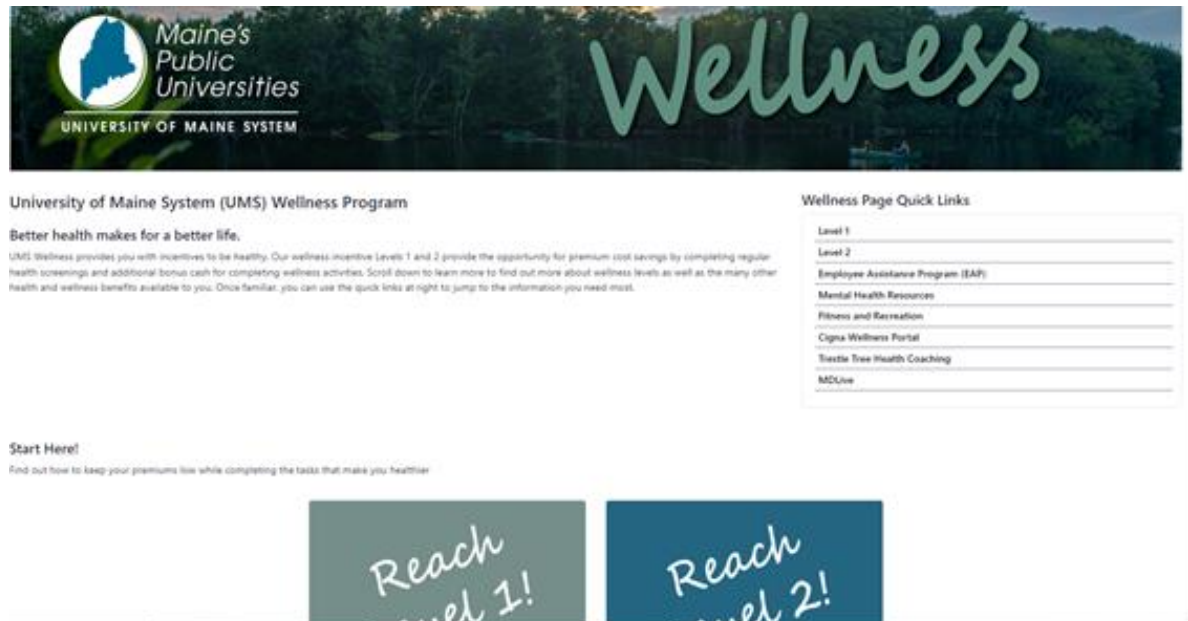 Maine's
Public
Universities
UNIVERSITY OF MAINE SYSTEM
Wellness
University of Maine System (UMS) Wellness Program
Better health makes for a better life.
UMS Wellness provides you with incentives to be healthy. Our wellness incentive Levels 1 and 2 provide the opportunity for premium cost savings by completing regular
health screenings and additional bonus cash for completing wellness activities. Scroll down to learn more to find out more about wellness levels as well as the many other
health and wellness benefits available to you. Once familiar, you can use the quick links at right to jump to the information you need most.
Wellness Page Quick Links
Level 1
Level 2
Employee Assistance Program (EAP)
Mental Health Resources
Fitness and Recreation
Cigna Wellness Portal
Trestle Tree Health Coaching
MDLive
Start Here!
Find out how to keep your premiums low while completing the tasks that make you healthier
Reach
Level 1!
Reach
Level 2!